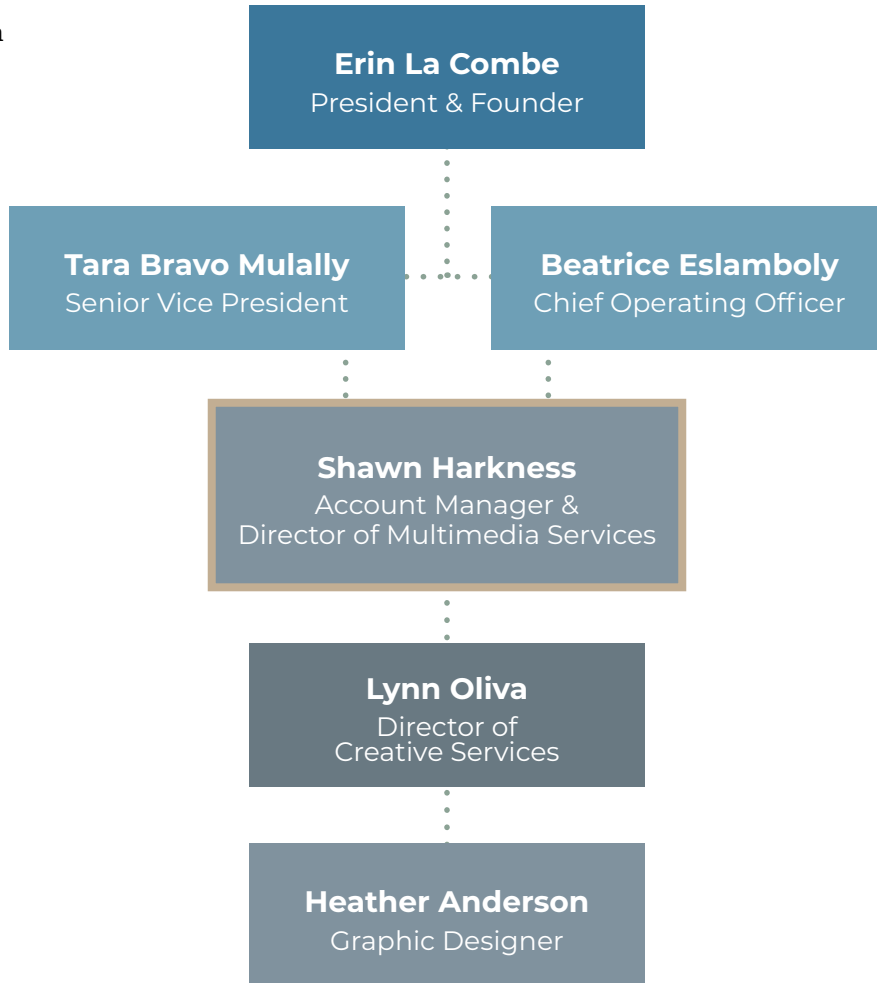 Erin La Combe
President & Founder
Tara Bravo Mulally
Senior Vice President
Beatrice Eslamboly
Chief Operating Officer
Shawn Harkness
Account Manager &
Director of Multimedia Services
Lynn Oliva
Director of
Creative Services
Heather Anderson
Graphic Designer